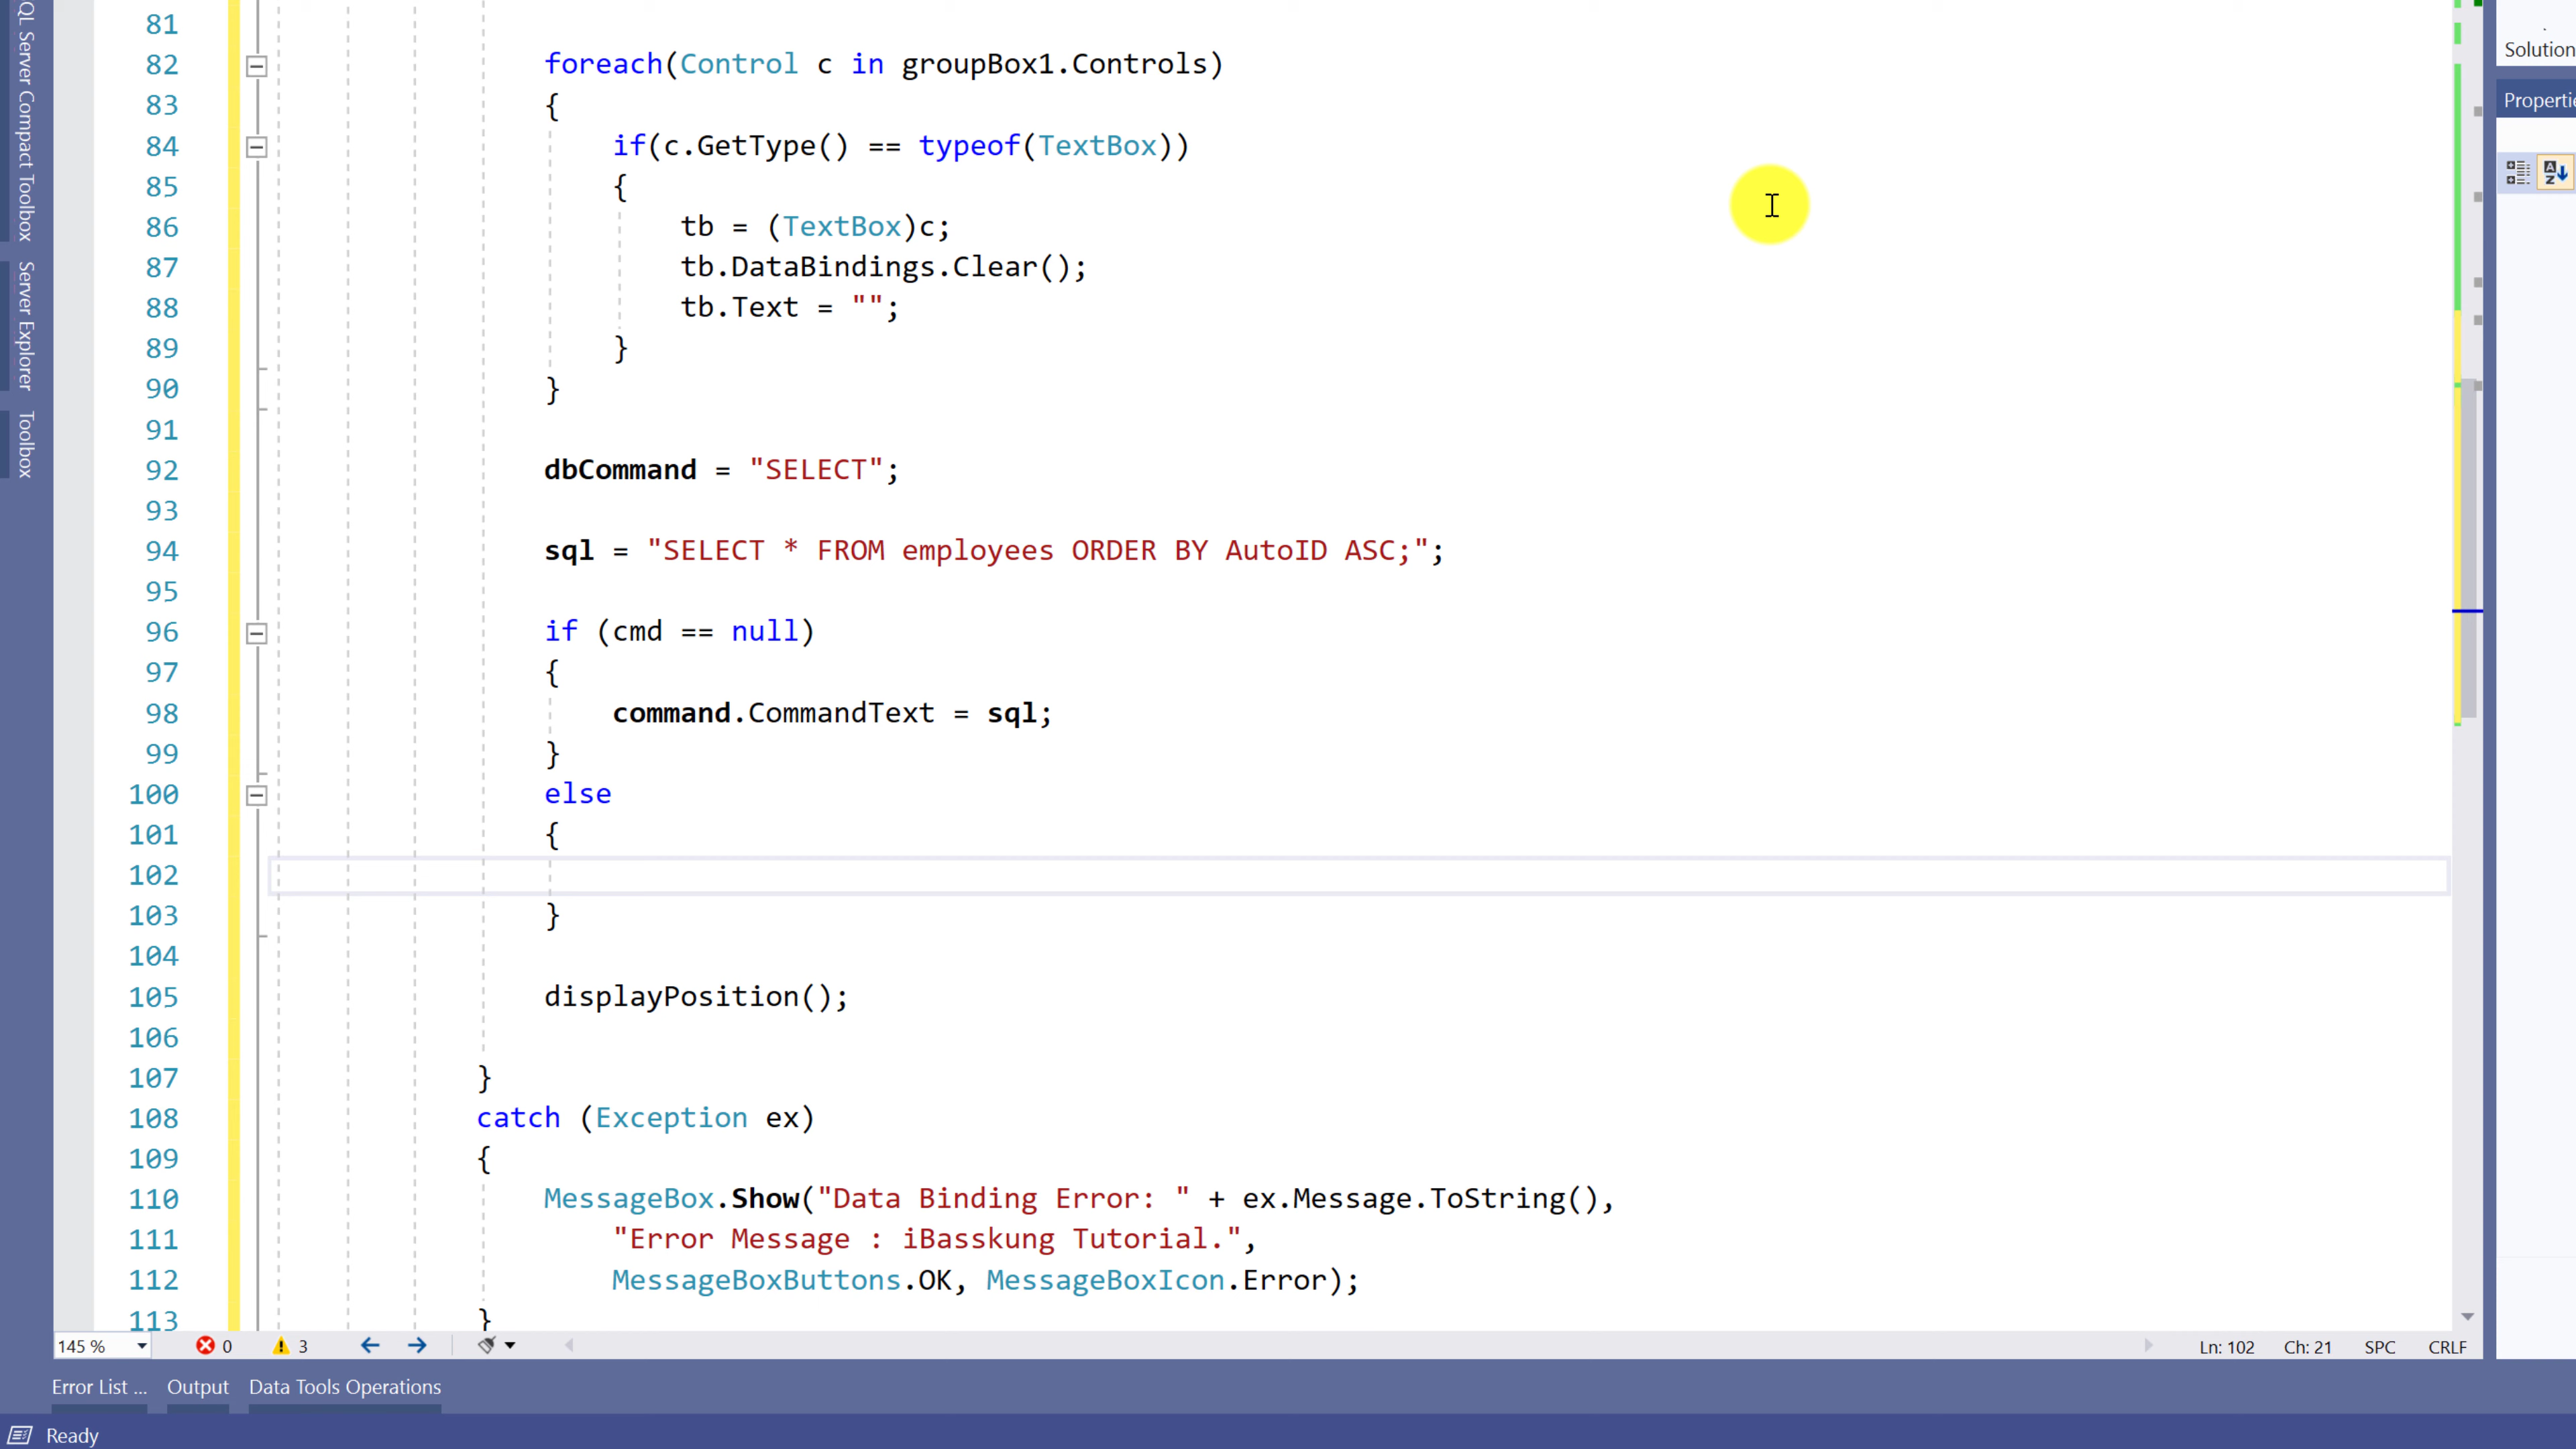 QL Server Compact Toolbox
Server Explorer
Toolbox
81
82 foreach(Control c in groupBox1.Controls)
83 {
84 if(c.GetType() == typeof(TextBox))
85 {
86 tb = (TextBox)c;
87 tb.DataBindings.Clear();
88 tb.Text = "";
89 }
90 }
91
92 dbCommand = "SELECT";
93
94 sql = "SELECT * FROM employees ORDER BY AutoID ASC;";
95
96 if (cmd == null)
97 {
98 command.CommandText = sql;
99 }
100 else
101 {
102
103 }
104
105 displayPosition();
106
107 }
108 catch (Exception ex)
109 {
110 MessageBox.Show("Data Binding Error: " + ex.Message.ToString(),
111 "Error Message : iBasskung Tutorial.",
112 MessageBoxButtons.OK, MessageBoxIcon.Error);
113 }
Solution
Properti
145 % 0 3 Ln: 102 Ch: 21 SPC CRLF
Error List ... Output Data Tools Operations
Ready